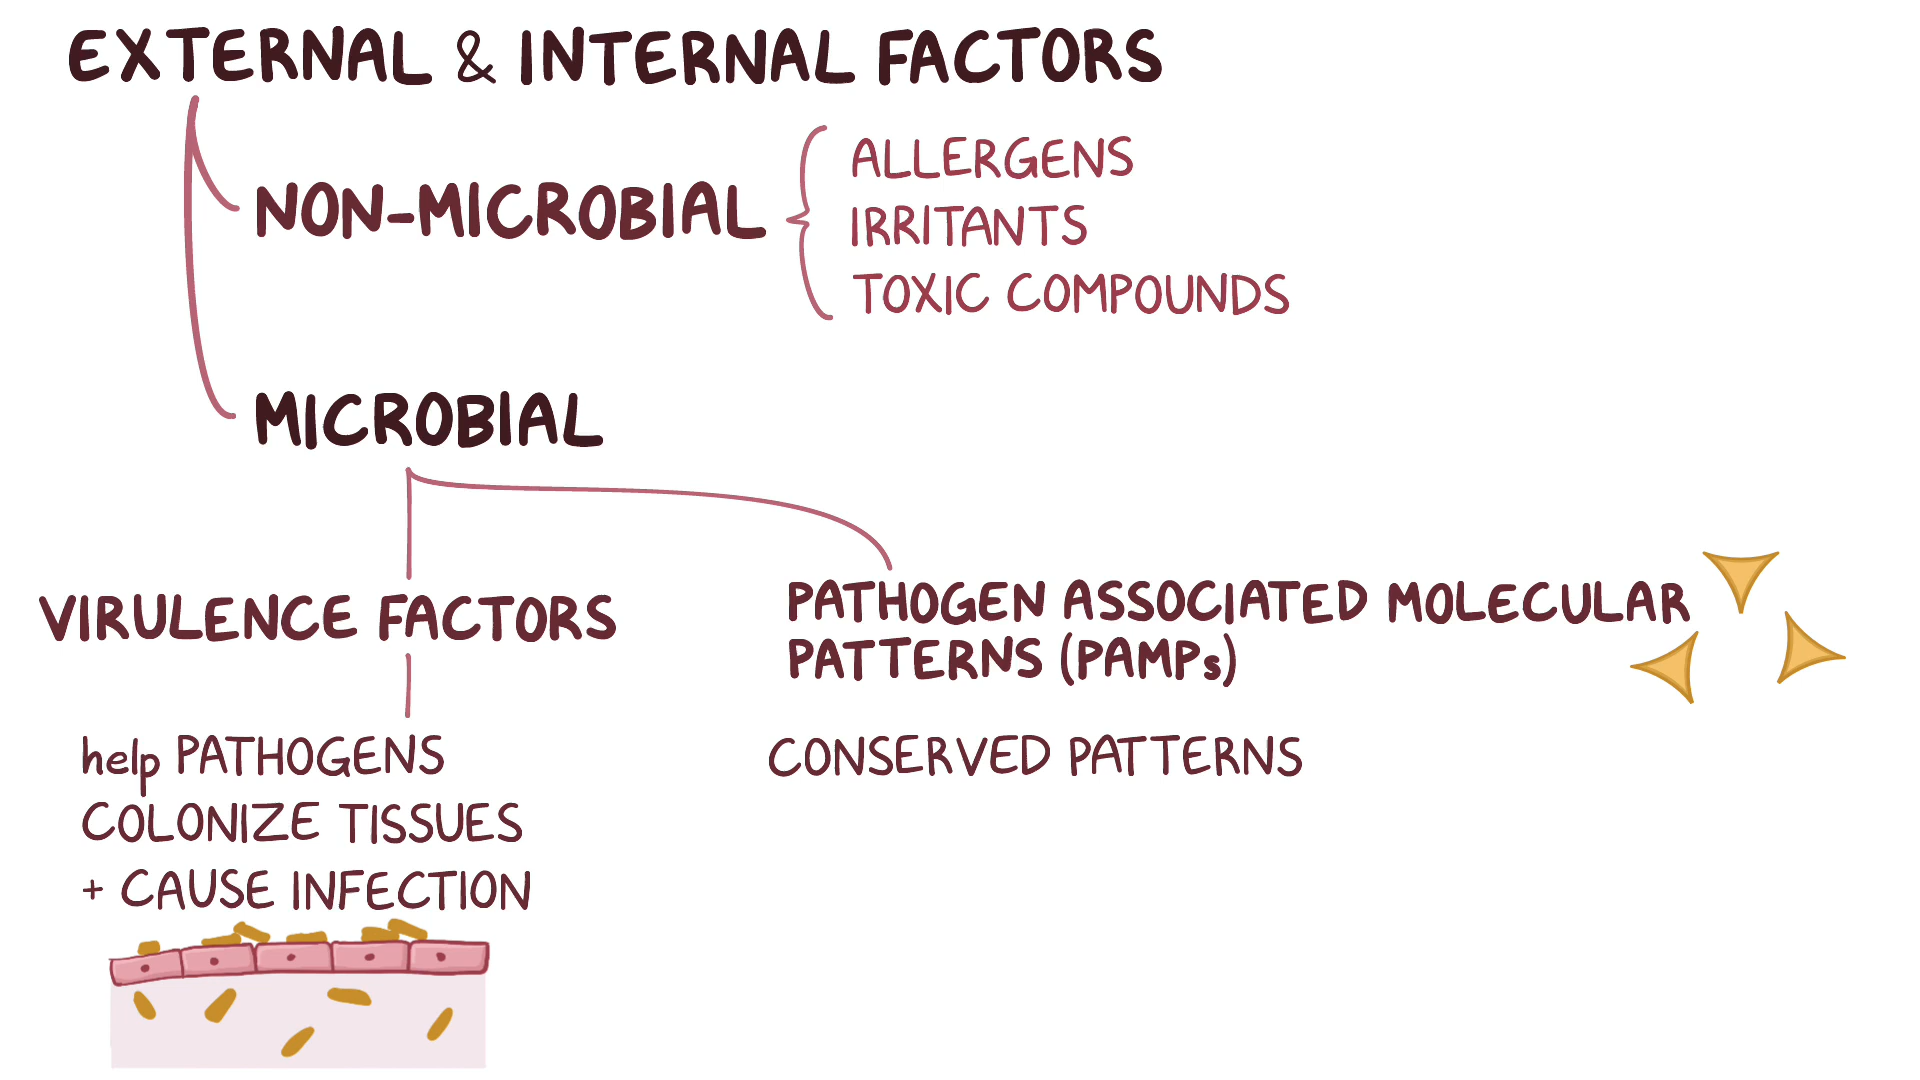 EXTERNAL & INTERNAL FACTORS
NON-MICROBIAL
ALLERGENS
IRRITANTS
TOXIC COMPOUNDS
MICROBIAL
VIRULENCE FACTORS
help PATHOGENS
COLONIZE TISSUES
+ CAUSE INFECTION
PATHOGEN ASSOCIATED MOLECULAR
PATTERNS (PAMPs)
CONSERVED PATTERNS